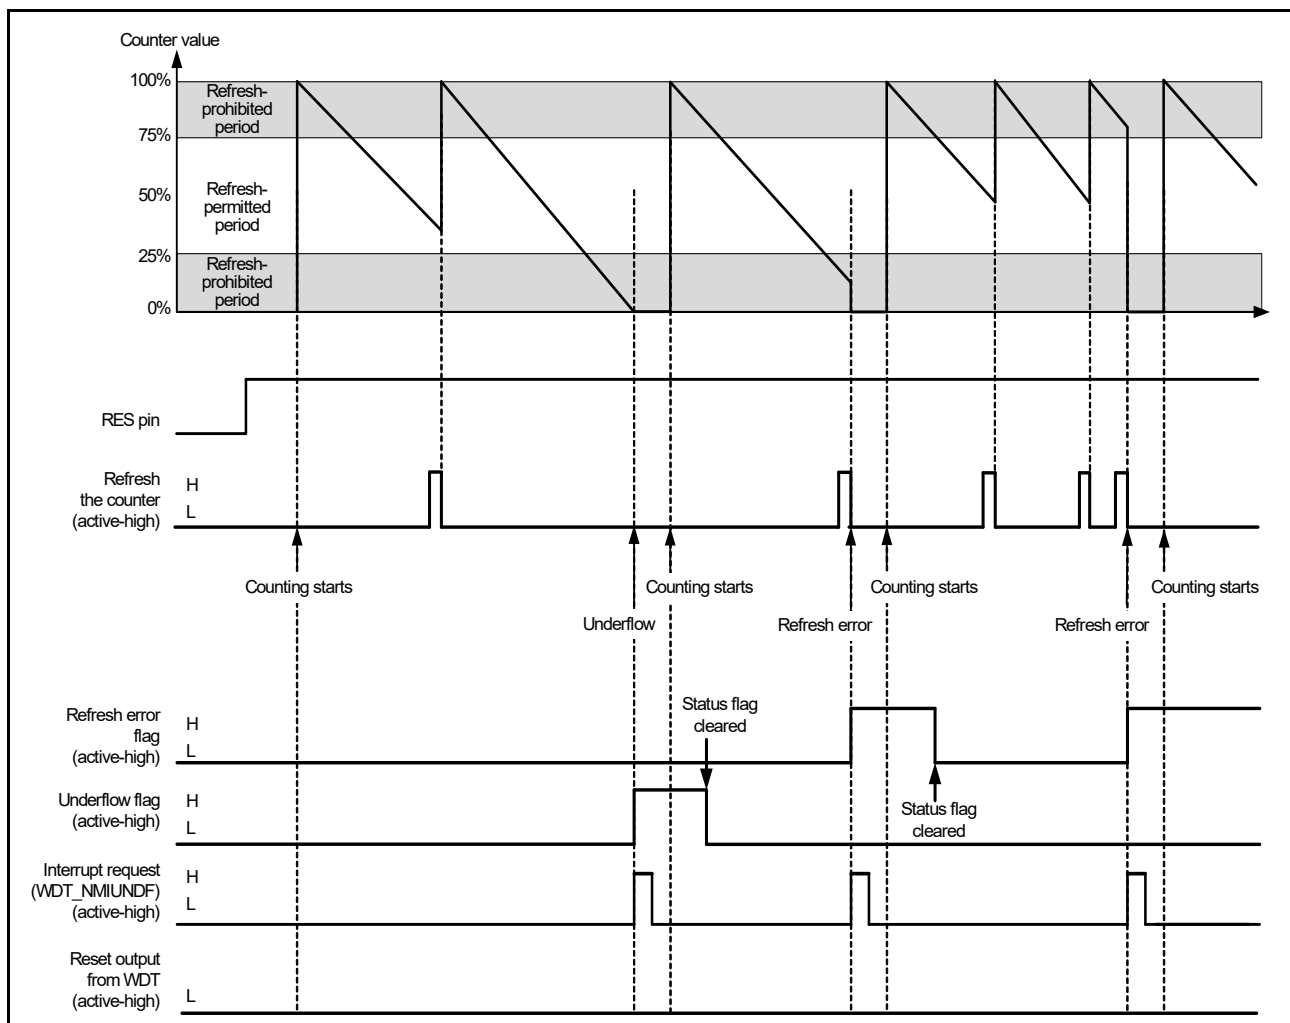 Counter value
100%
Refresh-
prohibited
period
75%
50%
Refresh-
permitted
period
25%
Refresh-
prohibited
period
0%
RES pin
Refresh
the counter
(active-high)
H
L
Counting starts
Counting starts
Counting starts
Counting starts
Underflow
Refresh error
Refresh error
Refresh error
flag
(active-high)
H
L
Status flag
cleared
Underflow flag
(active-high)
H
L
Status flag
cleared
Interrupt request
(WDT_NMIUNDF)
(active-high)
H
L
Reset output
from WDT
(active-high)
L